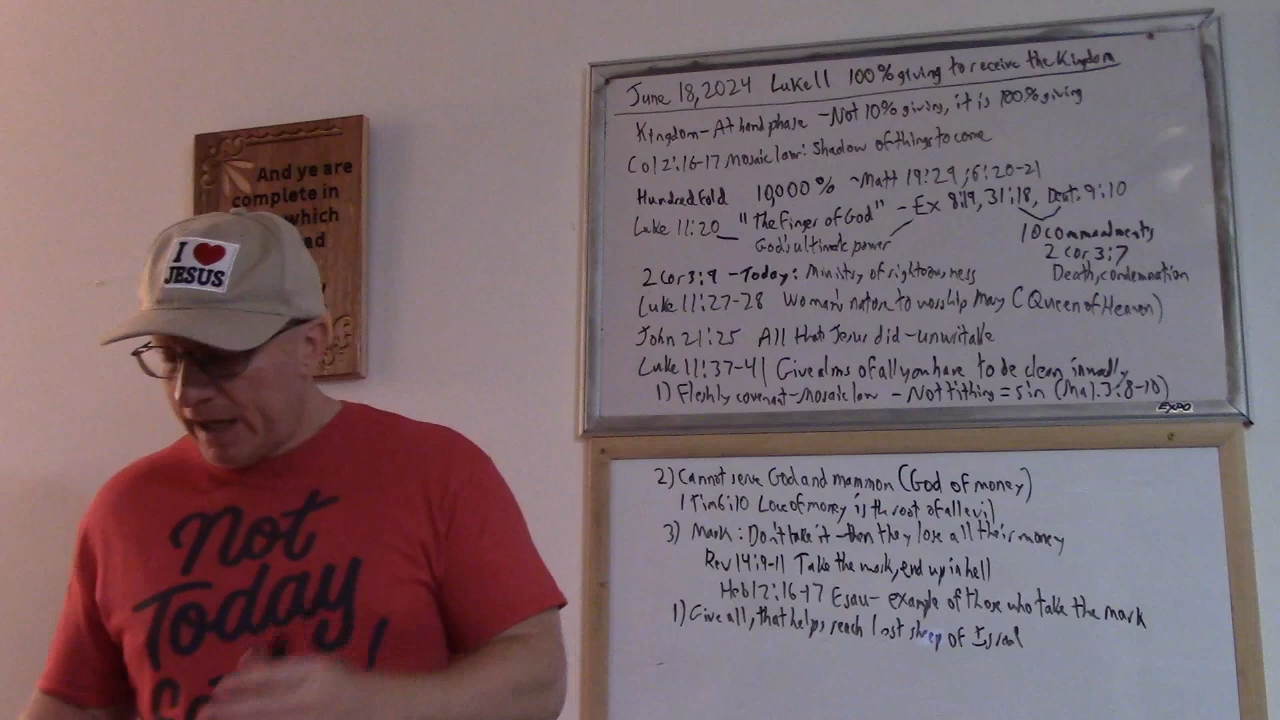 And ye are
complete in
which
I ❤ JESUS
Not
Today
June 18, 2024 Luke 11 100% giving to receive the Kingdom
Kingdom - At hand phase - Not 10% giving, it is 100% giving
Col 2:16-17 Mosaic law: Shadow of things to come
Hundredfold 10,000% ~ Matt 19:29; 6:20-21
Luke 11:20 "the finger of God" - Ex 8:19, 31:18, Deut. 9:10
God's ultimate power
10 commandments
2 Cor 3:7
Death, condemnation
2 Cor 3:9 - Today: Ministry of righteousness
Luke 11:27-28 Woman's nature to worship Mary (Queen of Heaven)
John 21:25 All that Jesus did - unwritable
Luke 11:37-41 Give alms of all you have to be clean inwardly
1) Fleshly covenant - Mosaic law - Not tithing = sin (Mal. 3:8-10)
EXPO
2) Cannot serve God and mammon (God of money)
1 Tim 6:10 Love of money is the root of all evil
3) Mark: Don't take it - then they lose all their money
Rev 14:9-11 Take the mark, end up in hell
Heb 12:16-17 Esau - example of those who take the mark
1) Give all, that helps reach lost sheep of Israel